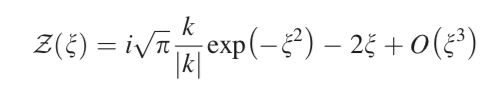 𝒵(ξ) = i√π k/|k| exp(−ξ²) − 2ξ + O(ξ³)